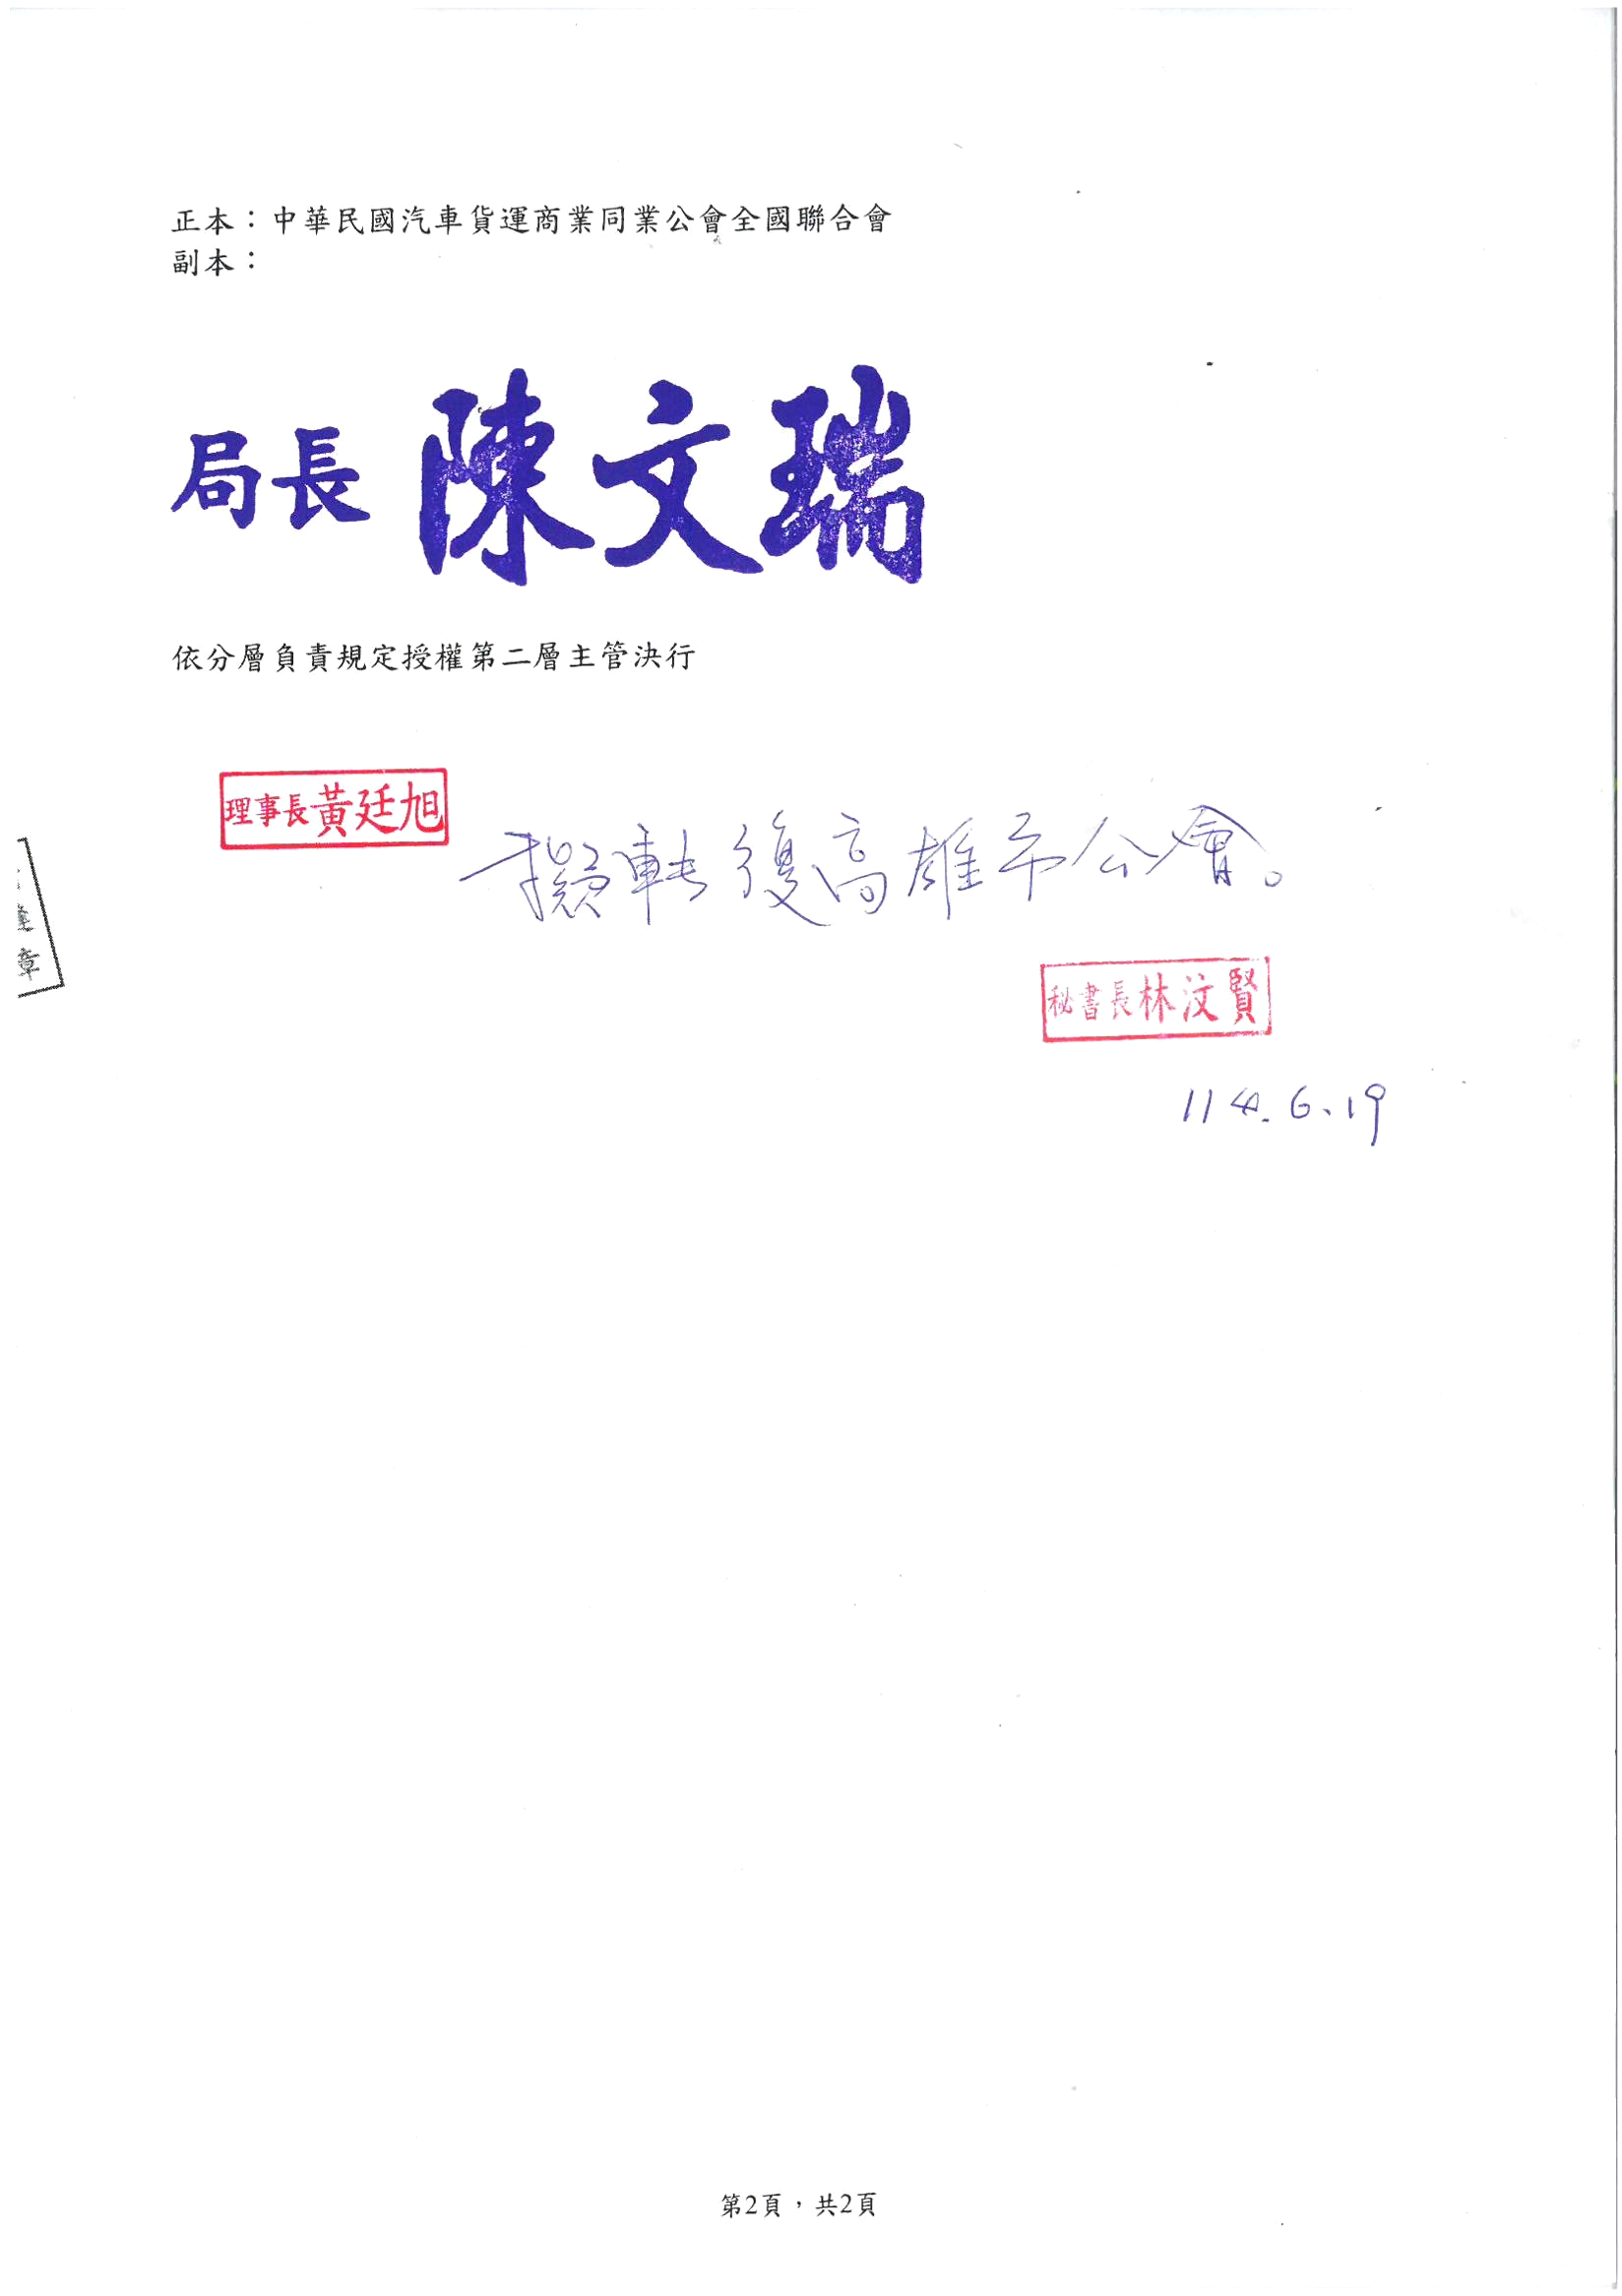 正本：中華民國汽車貨運商業同業公會全國聯合會
副本：
局長 陳文瑞
依分層負責規定授權第二層主管決行
理事長黃廷旭
擬転復高雄市公會。
章
秘書長林汶賢
114.6.19
第2頁，共2頁